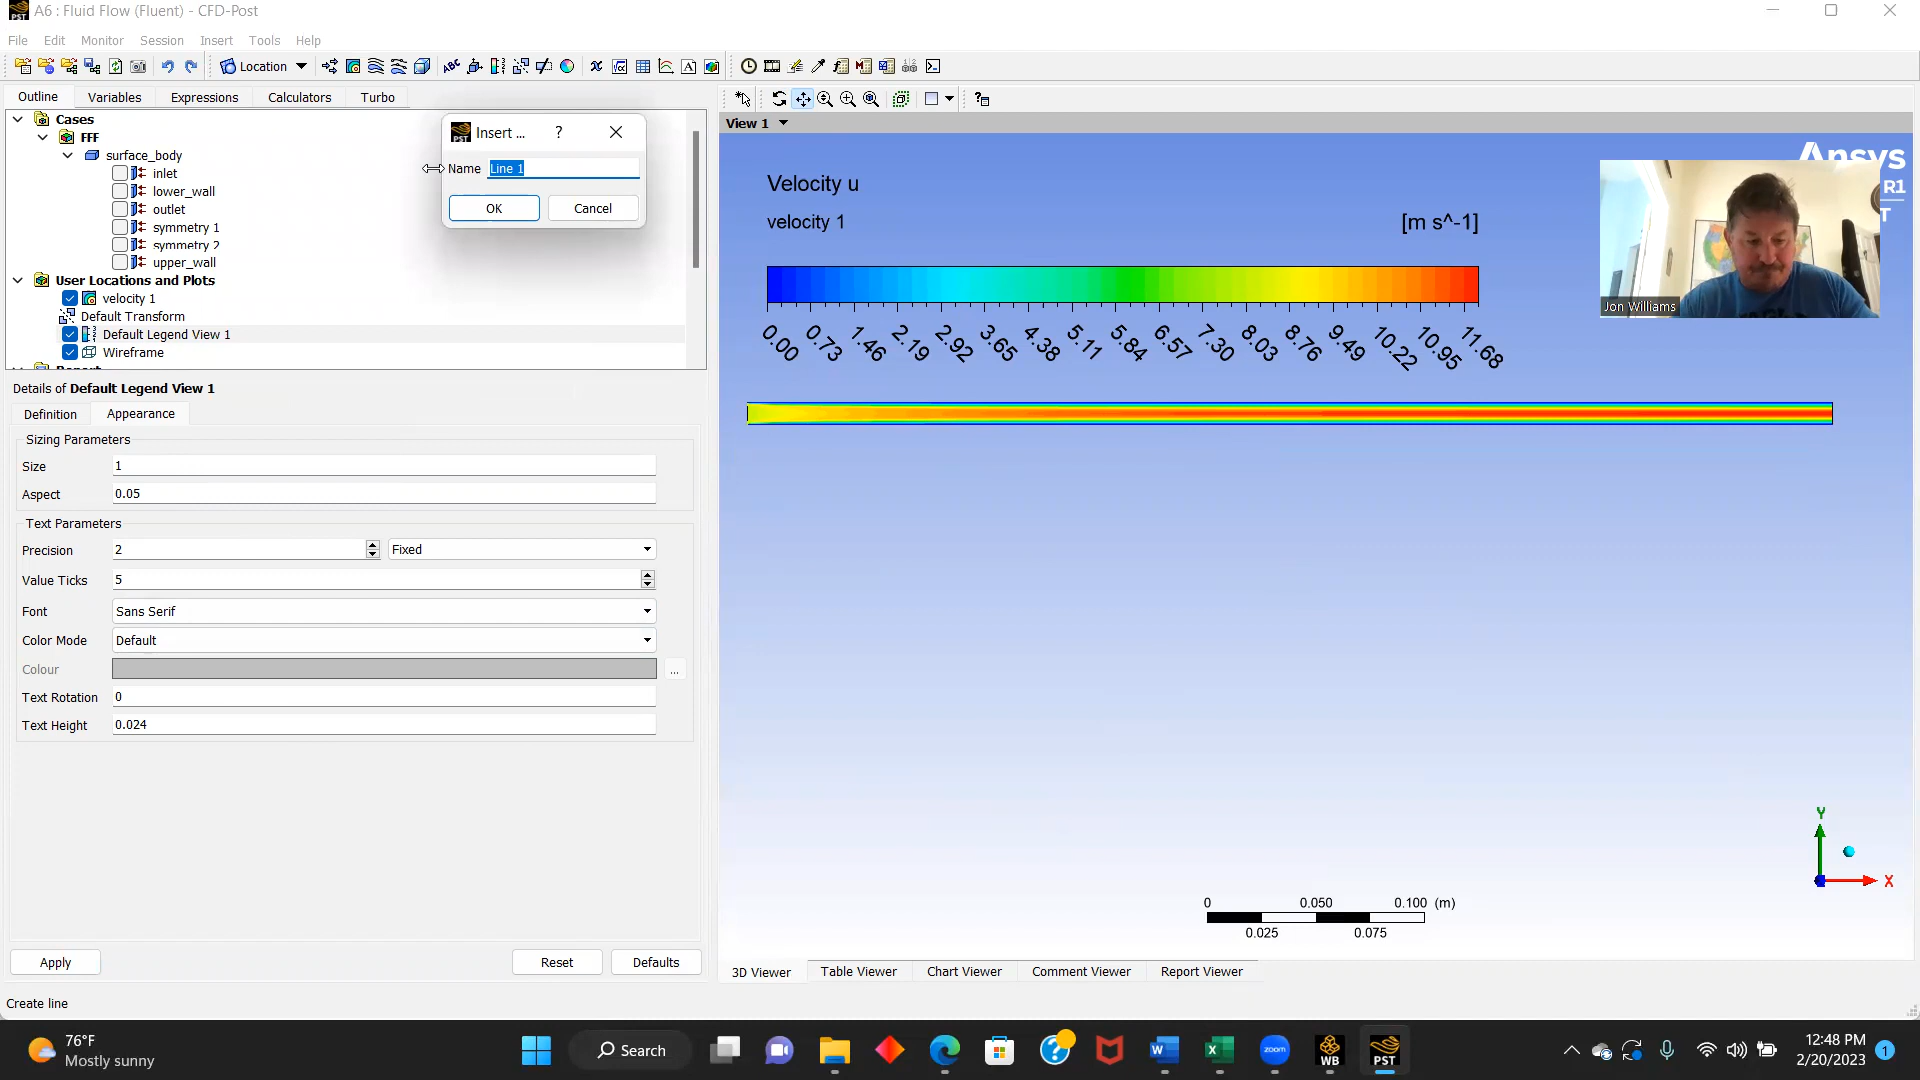 A6 : Fluid Flow (Fluent) - CFD-Post
File Edit Monitor Session Insert Tools Help
Location
Outline Variables Expressions Calculators Turbo
Cases
FFF
surface_body
inlet
lower_wall
outlet
symmetry 1
symmetry 2
upper_wall
User Locations and Plots
velocity 1
Default Transform
Default Legend View 1
Wireframe
Insert ... ?
Name Line 1
OK Cancel
Details of Default Legend View 1
Definition Appearance
Sizing Parameters
Size 1
Aspect 0.05
Text Parameters
Precision 2 Fixed
Value Ticks 5
Font Sans Serif
Color Mode Default
Colour ...
Text Rotation 0
Text Height 0.024
Apply Reset Defaults
Create line
View 1
Velocity u
velocity 1 [m s^-1]
0.00 0.73 1.46 2.19 2.92 3.65 4.38 5.11 5.84 6.57 7.30 8.03 8.76 9.49 10.22 10.95 11.68
Ansys
R1
T
Jon Williams
Y
X
0 0.050 0.100 (m)
0.025 0.075
3D Viewer Table Viewer Chart Viewer Comment Viewer Report Viewer
76°F
Mostly sunny
Search
zoom
WB
PST
12:48 PM
2/20/2023
1